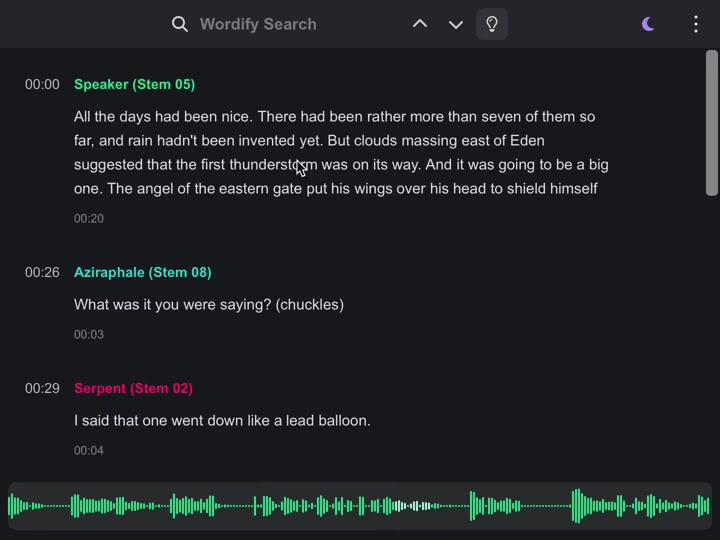 Wordify Search
00:00 Speaker (Stem 05)
All the days had been nice. There had been rather more than seven of them so
far, and rain hadn't been invented yet. But clouds massing east of Eden
suggested that the first thunderstorm was on its way. And it was going to be a big
one. The angel of the eastern gate put his wings over his head to shield himself
00:20
00:26 Aziraphale (Stem 08)
What was it you were saying? (chuckles)
00:03
00:29 Serpent (Stem 02)
I said that one went down like a lead balloon.
00:04